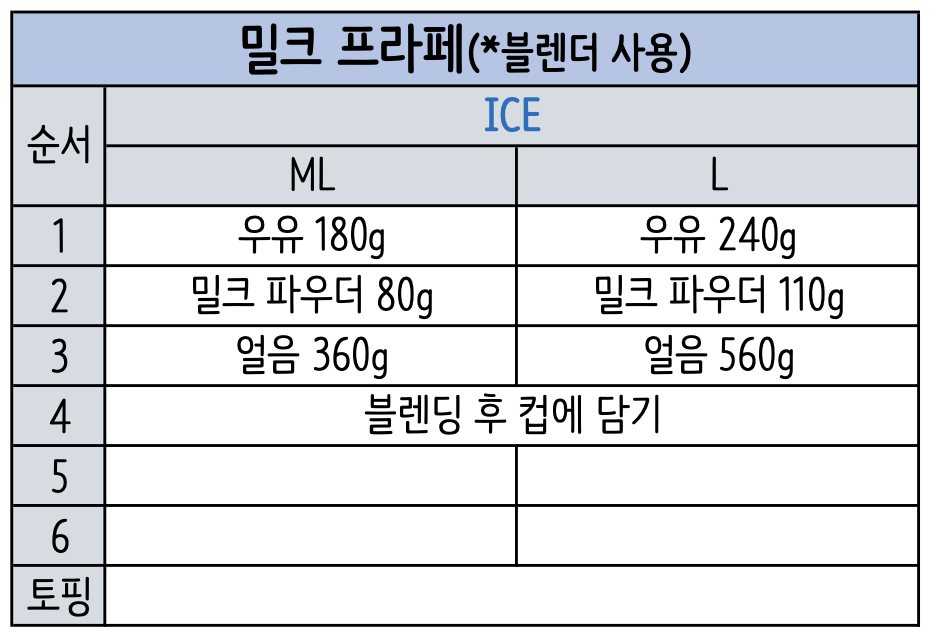 밀크 프라페(*블렌더 사용)
순서
ICE
ML L
1 우유 180g 우유 240g
2 밀크 파우더 80g 밀크 파우더 110g
3 얼음 360g 얼음 560g
4 블렌딩 후 컵에 담기
5
6
토핑